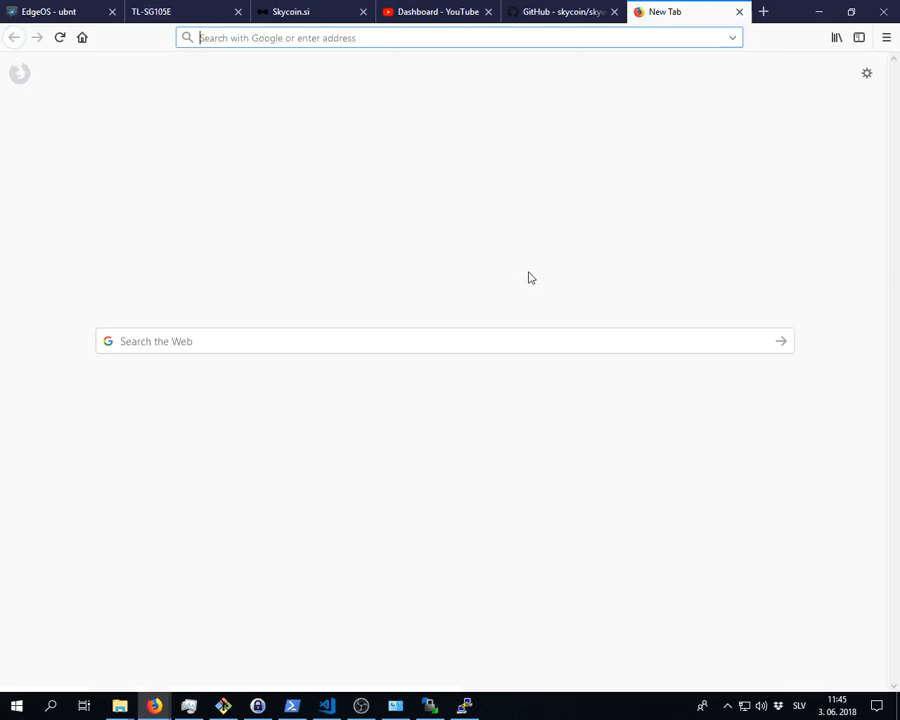 EdgeOS - ubnt
TL-SG105E
Skycoin.si
Dashboard - YouTube
GitHub - skycoin/skyw
New Tab
Search with Google or enter address
Search the Web
SLV
11:45
3. 06. 2018